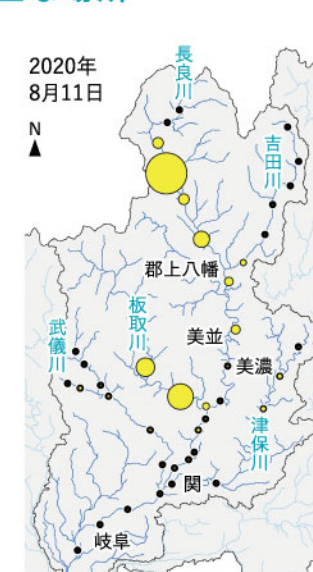 2020年
8月11日
N
長良川
吉田川
郡上八幡
板取川
美並
武儀川
美濃
津保川
関
岐阜